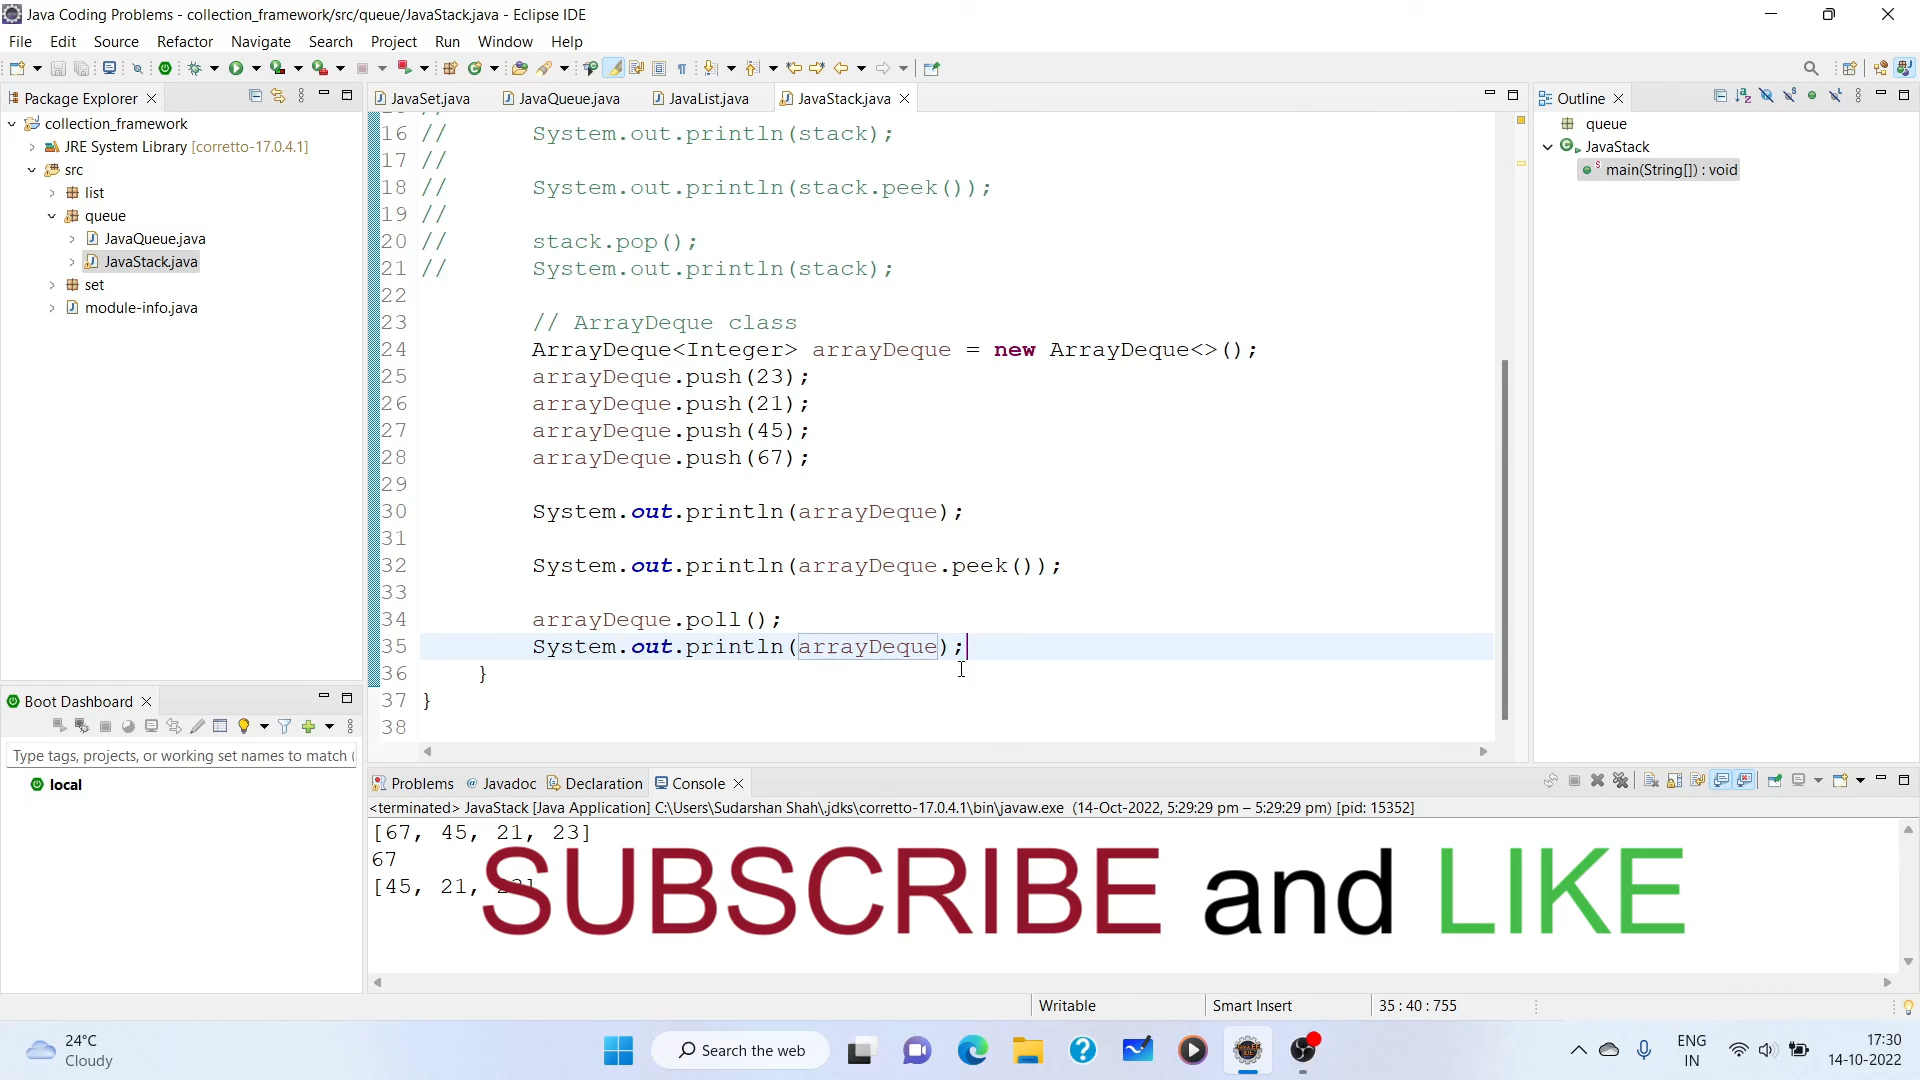 Java Coding Problems - collection_framework/src/queue/JavaStack.java - Eclipse IDE
File Edit Source Refactor Navigate Search Project Run Window Help
Package Explorer
JavaSet.java JavaQueue.java JavaList.java JavaStack.java
Outline
collection_framework
JRE System Library [corretto-17.0.4.1]
src
list
queue
JavaQueue.java
JavaStack.java
set
module-info.java
16 // System.out.println(stack);
17 //
18 // System.out.println(stack.peek());
19 //
20 // stack.pop();
21 // System.out.println(stack);
22
23 // ArrayDeque class
24 ArrayDeque<Integer> arrayDeque = new ArrayDeque<>();
25 arrayDeque.push(23);
26 arrayDeque.push(21);
27 arrayDeque.push(45);
28 arrayDeque.push(67);
29
30 System.out.println(arrayDeque);
31
32 System.out.println(arrayDeque.peek());
33
34 arrayDeque.poll();
35 System.out.println(arrayDeque);
36 }
37 }
38
queue
JavaStack
main(String[]) : void
Boot Dashboard
Type tags, projects, or working set names to match (
local
Problems Javadoc Declaration Console
<terminated> JavaStack [Java Application] C:\Users\Sudarshan Shah\.jdks\corretto-17.0.4.1\bin\javaw.exe (14-Oct-2022, 5:29:29 pm – 5:29:29 pm) [pid: 15352]
[67, 45, 21, 23]
67
[45, 21,
SUBSCRIBE and LIKE
Writable Smart Insert 35 : 40 : 755
24°C
Cloudy
Search the web
ENG
IN
17:30
14-10-2022